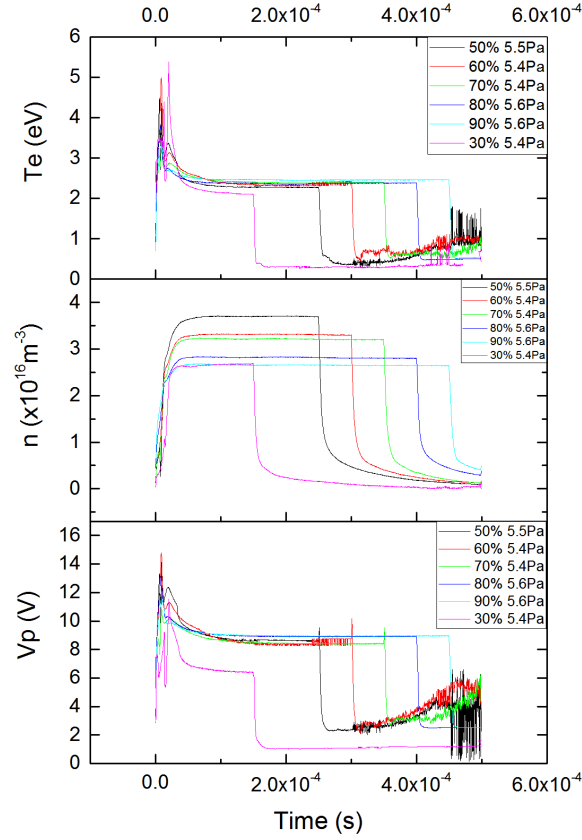 0.0 2.0x10⁻⁴ 4.0x10⁻⁴ 6.0x10⁻⁴
6
5
4
3
2
1
0
Te (eV)
50% 5.5Pa
60% 5.4Pa
70% 5.4Pa
80% 5.6Pa
90% 5.6Pa
30% 5.4Pa
4
3
2
1
0
n (x10¹⁶m⁻³)
50% 5.5Pa
60% 5.4Pa
70% 5.4Pa
80% 5.6Pa
90% 5.6Pa
30% 5.4Pa
16
14
12
10
8
6
4
2
0
Vp (V)
50% 5.5Pa
60% 5.4Pa
70% 5.4Pa
80% 5.6Pa
90% 5.6Pa
30% 5.4Pa
0.0 2.0x10⁻⁴ 4.0x10⁻⁴ 6.0x10⁻⁴
Time (s)